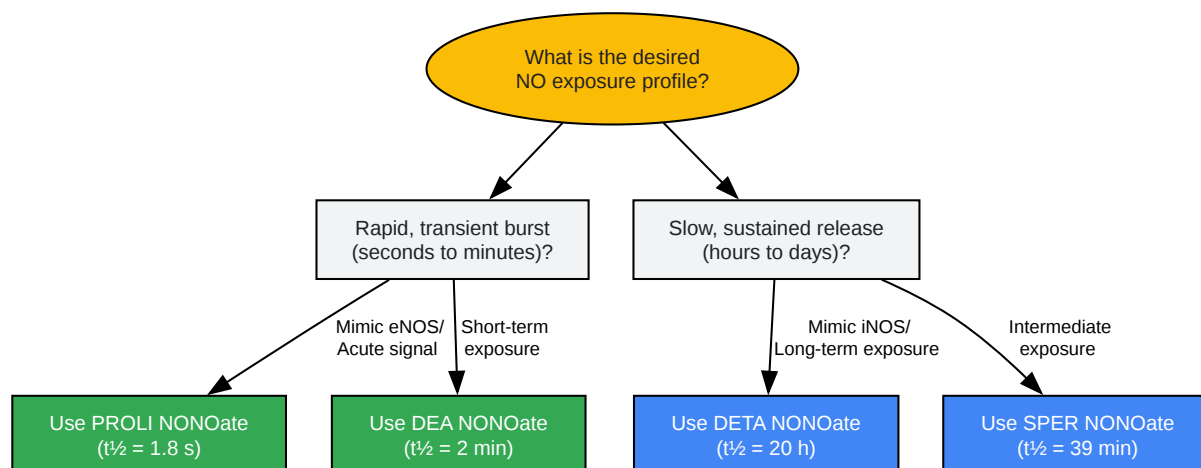 What is the desired
NO exposure profile?
Rapid, transient burst
(seconds to minutes)?
Slow, sustained release
(hours to days)?
Mimic eNOS/
Acute signal
Short-term
exposure
Mimic iNOS/
Long-term exposure
Intermediate
exposure
Use PROLI NONOate
(t½ = 1.8 s)
Use DEA NONOate
(t½ = 2 min)
Use DETA NONOate
(t½ = 20 h)
Use SPER NONOate
(t½ = 39 min)